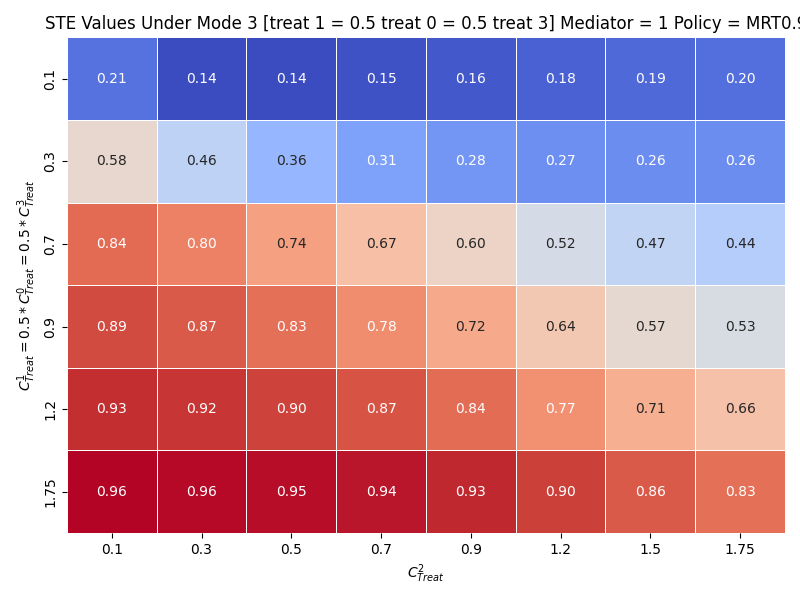 STE Values Under Mode 3 [treat 1 = 0.5 treat 0 = 0.5 treat 3] Mediator = 1 Policy = MRT0.9
0.1 0.21 0.14 0.14 0.15 0.16 0.18 0.19 0.20
0.3 0.58 0.46 0.36 0.31 0.28 0.27 0.26 0.26
0.7 0.84 0.80 0.74 0.67 0.60 0.52 0.47 0.44
0.9 0.89 0.87 0.83 0.78 0.72 0.64 0.57 0.53
1.2 0.93 0.92 0.90 0.87 0.84 0.77 0.71 0.66
1.75 0.96 0.96 0.95 0.94 0.93 0.90 0.86 0.83
0.1 0.3 0.5 0.7 0.9 1.2 1.5 1.75
$C^{2}_{Treat}$
$C^{1}_{Treat} = 0.5 * C^{0}_{Treat} = 0.5 * C^{3}_{Treat}$